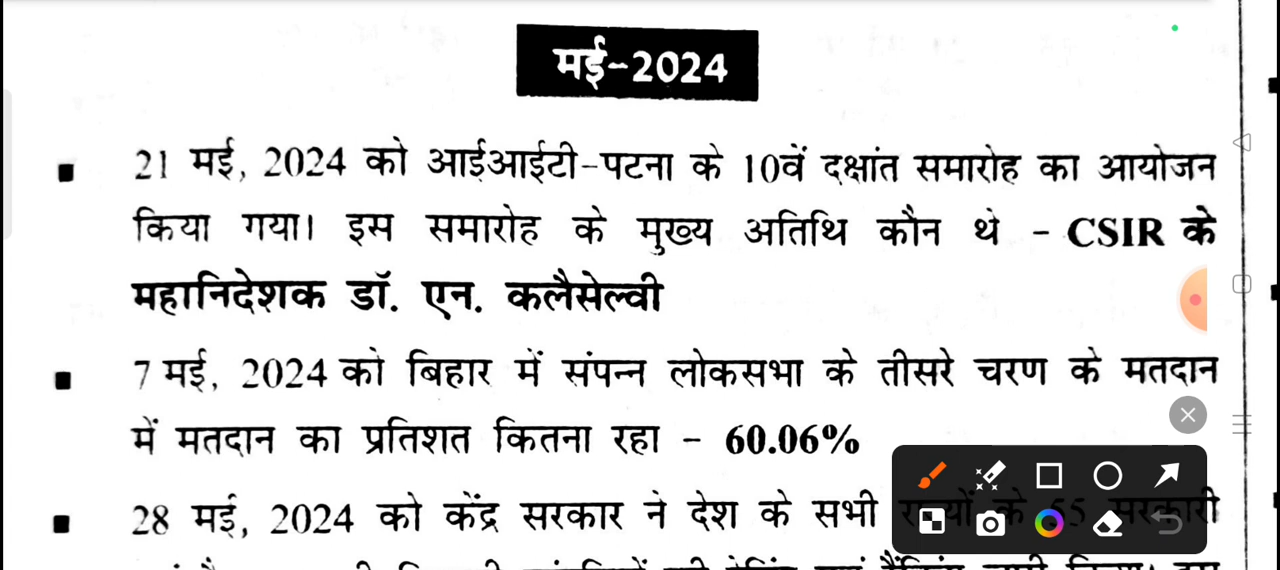 मई-2024
21 मई, 2024 को आईआईटी-पटना के 10वें दक्षांत समारोह का आयोजन
किया गया। इस समारोह के मुख्य अतिथि कौन थे - CSIR के
महानिदेशक डॉ. एन. कलैसेल्वी
7 मई, 2024 को बिहार में संपन्न लोकसभा के तीसरे चरण के मतदान
में मतदान का प्रतिशत कितना रहा - 60.06%
28 मई, 2024 को केंद्र सरकार ने देश के सभी राज्यों के 55 सरकारी